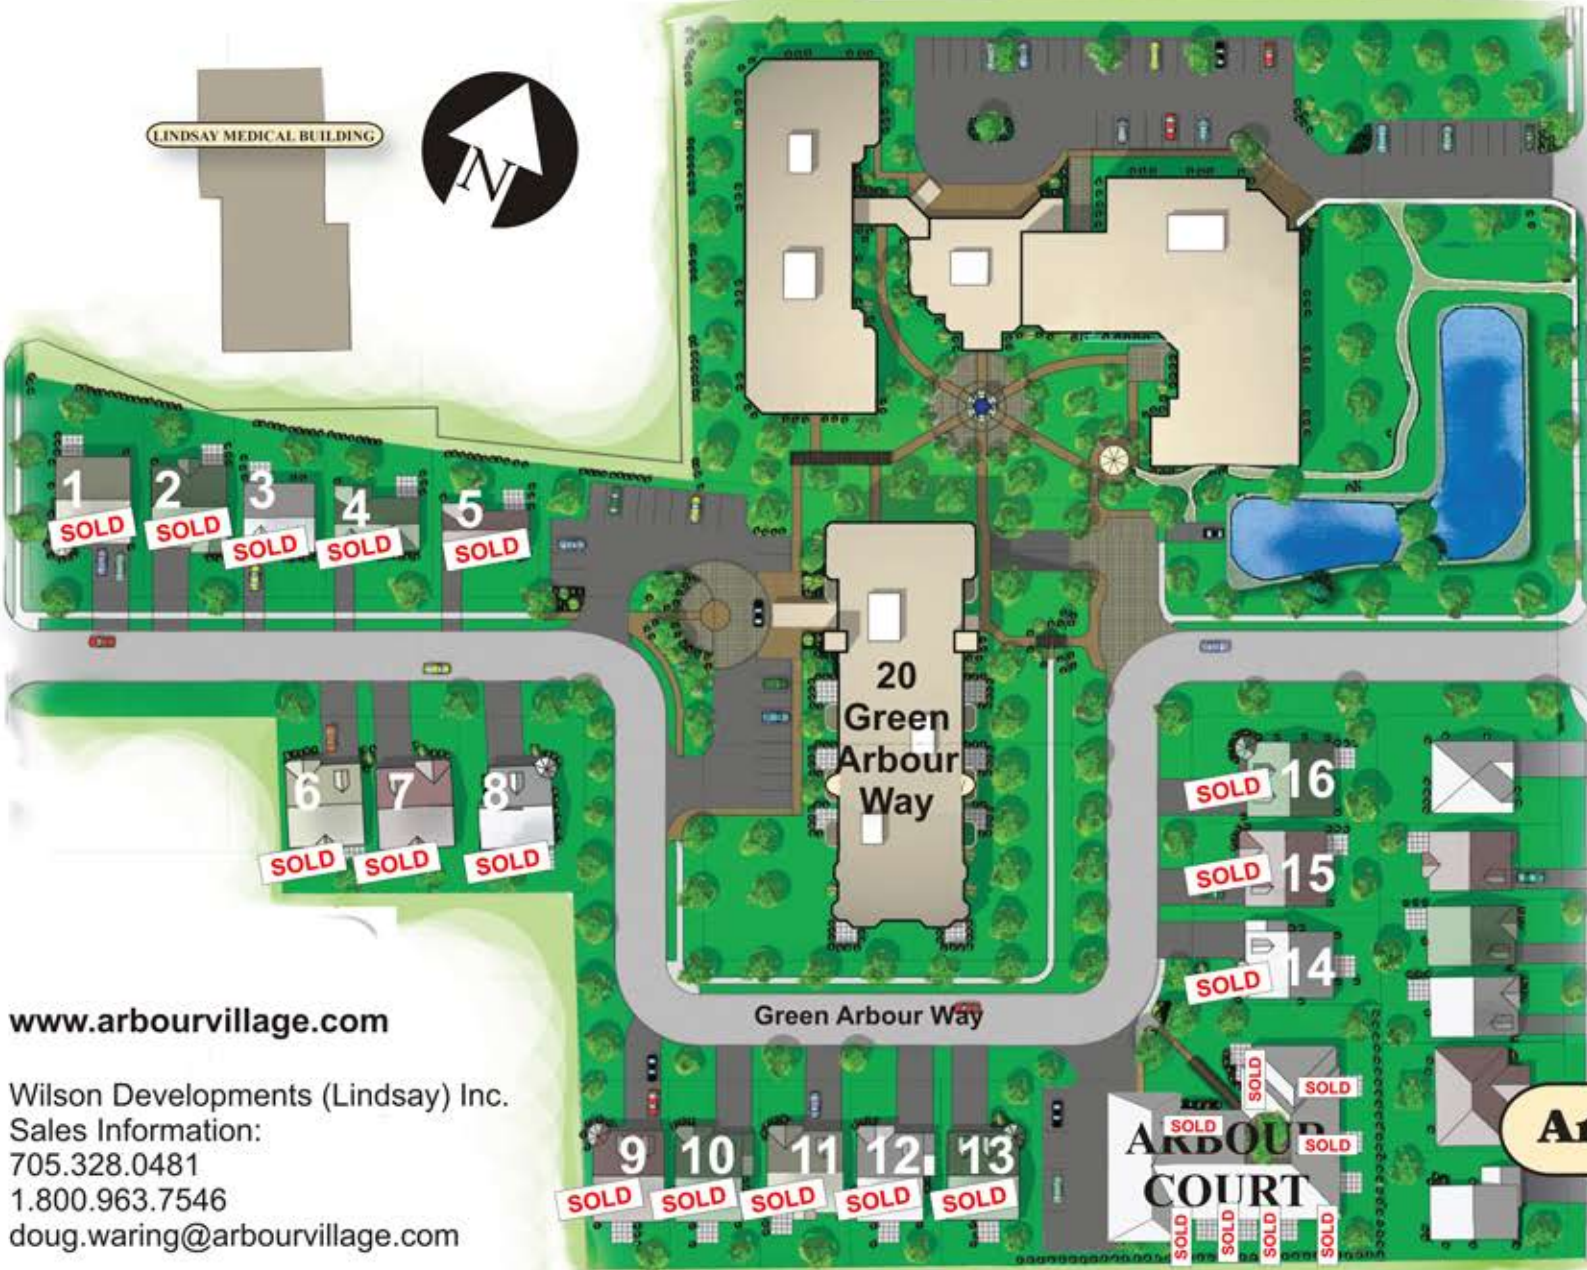 LINDSAY MEDICAL BUILDING
N
1
SOLD
2
SOLD
3
SOLD
4
SOLD
5
SOLD
6
SOLD
7
SOLD
8
SOLD
20
Green
Arbour
Way
16
SOLD
15
SOLD
14
SOLD
Green Arbour Way
www.arbourvillage.com
Wilson Developments (Lindsay) Inc.
Sales Information:
705.328.0481
1.800.963.7546
doug.waring@arbourvillage.com
9
SOLD
10
SOLD
11
SOLD
12
SOLD
13
SOLD
SOLD
SOLD
SOLD
SOLD
ARBOUR
COURT
SOLD
SOLD
SOLD
SOLD